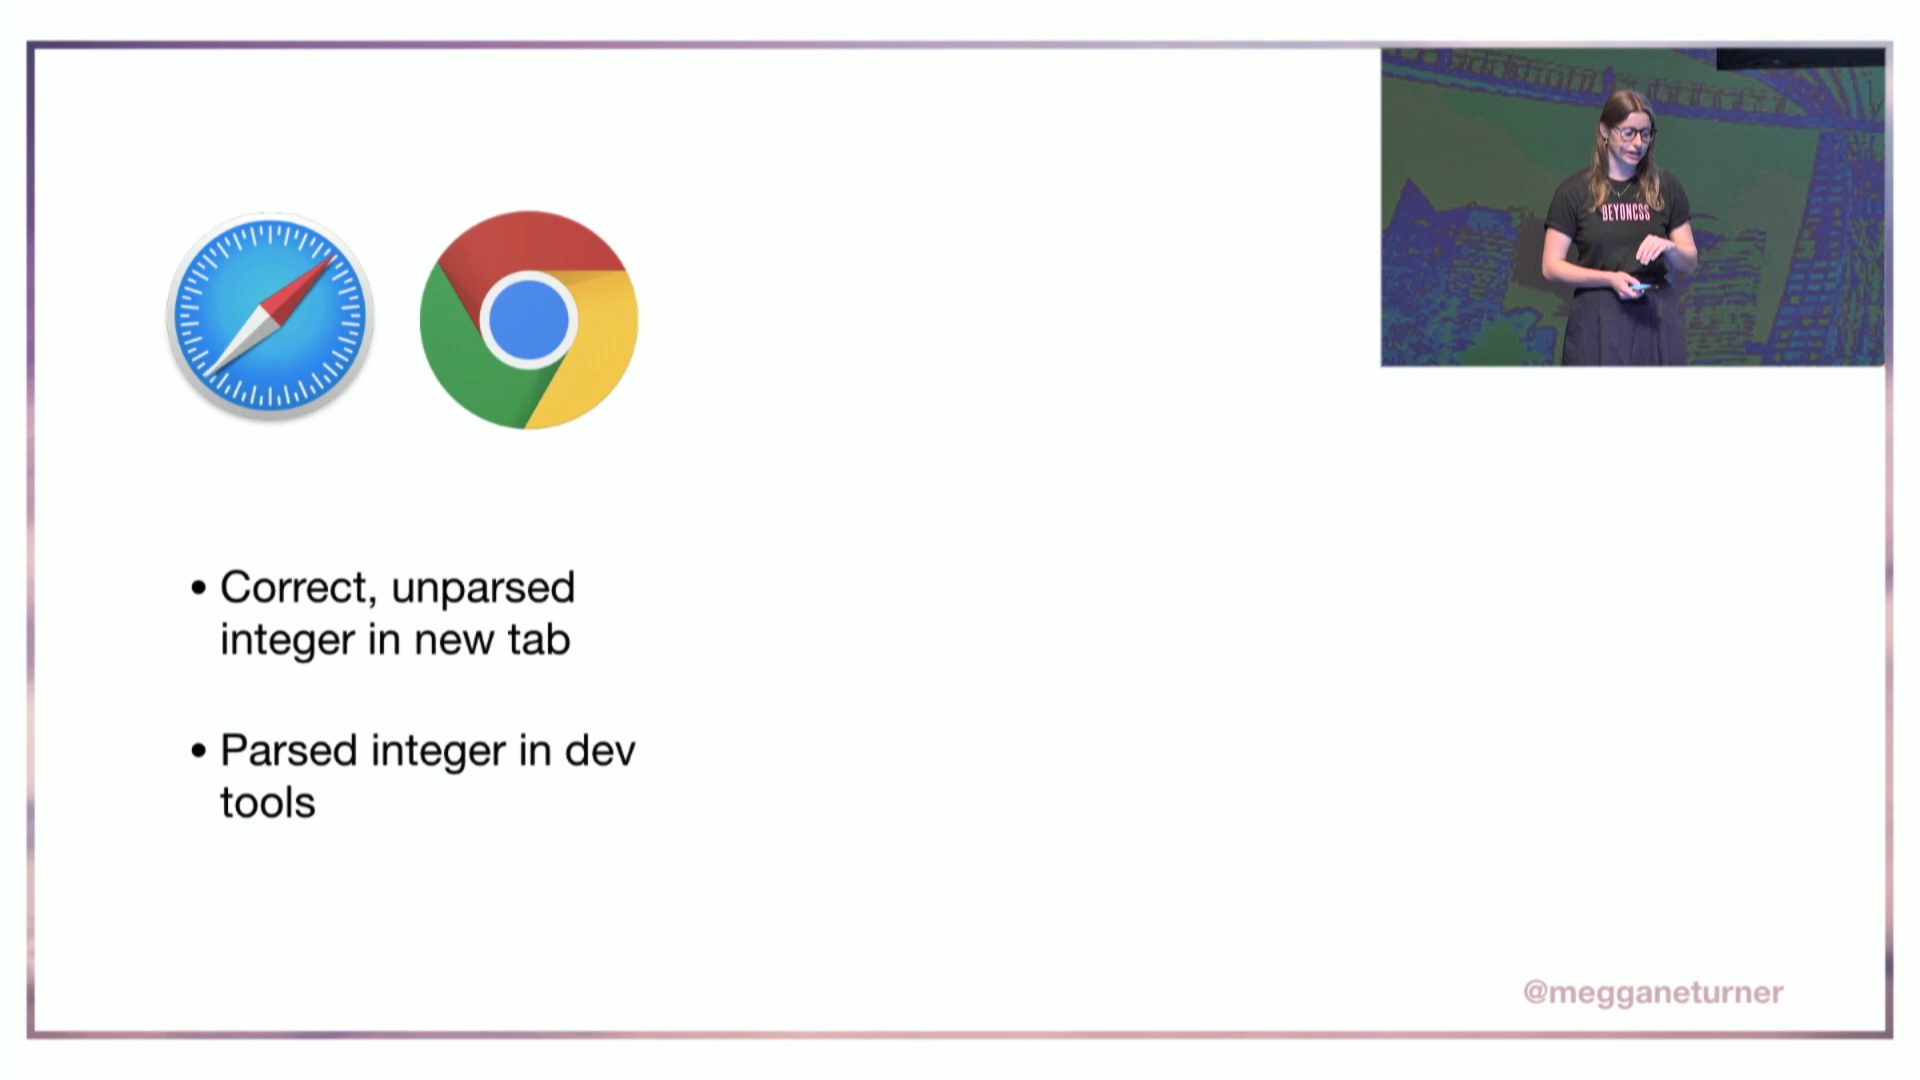 BEYONCSS
• Correct, unparsed
integer in new tab
• Parsed integer in dev
tools
@megganeturner